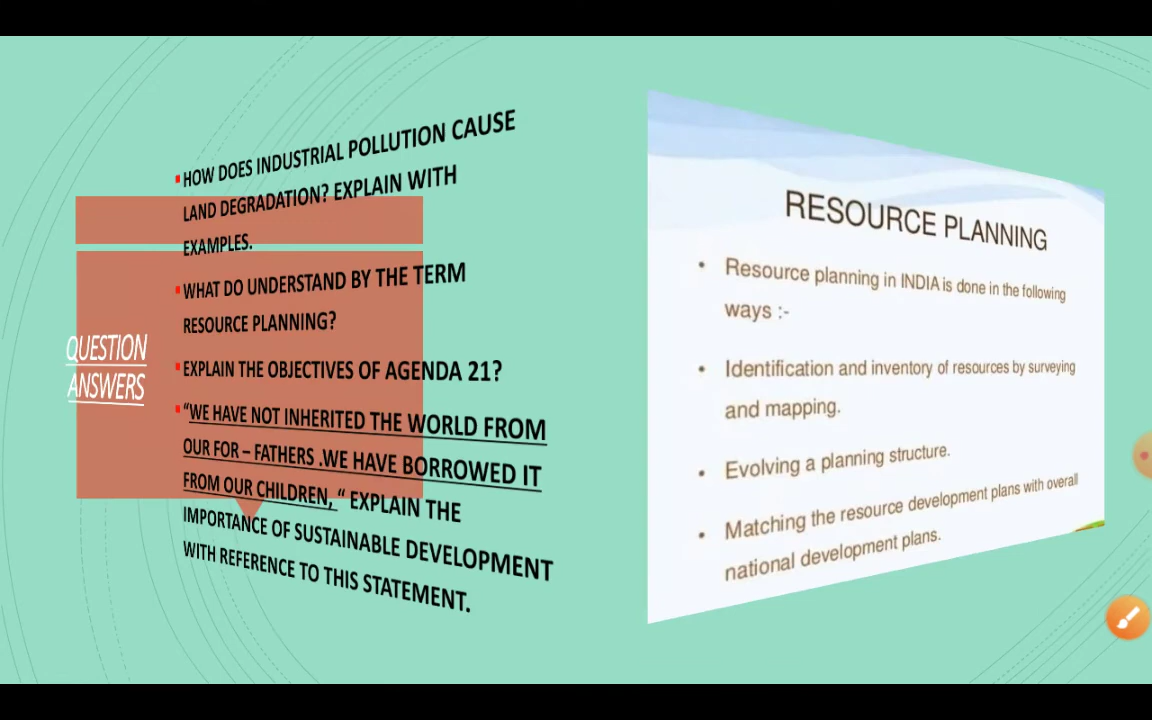 QUESTION
ANSWERS
HOW DOES INDUSTRIAL POLLUTION CAUSE
LAND DEGRADATION? EXPLAIN WITH
EXAMPLES.
WHAT DO UNDERSTAND BY THE TERM
RESOURCE PLANNING?
EXPLAIN THE OBJECTIVES OF AGENDA 21?
“WE HAVE NOT INHERITED THE WORLD FROM
OUR FOR – FATHERS .WE HAVE BORROWED IT
FROM OUR CHILDREN, “ EXPLAIN THE
IMPORTANCE OF SUSTAINABLE DEVELOPMENT
WITH REFERENCE TO THIS STATEMENT.
RESOURCE PLANNING
• Resource planning in INDIA is done in the following
ways :-
• Identification and inventory of resources by surveying
and mapping.
• Evolving a planning structure.
• Matching the resource development plans with overall
national development plans.